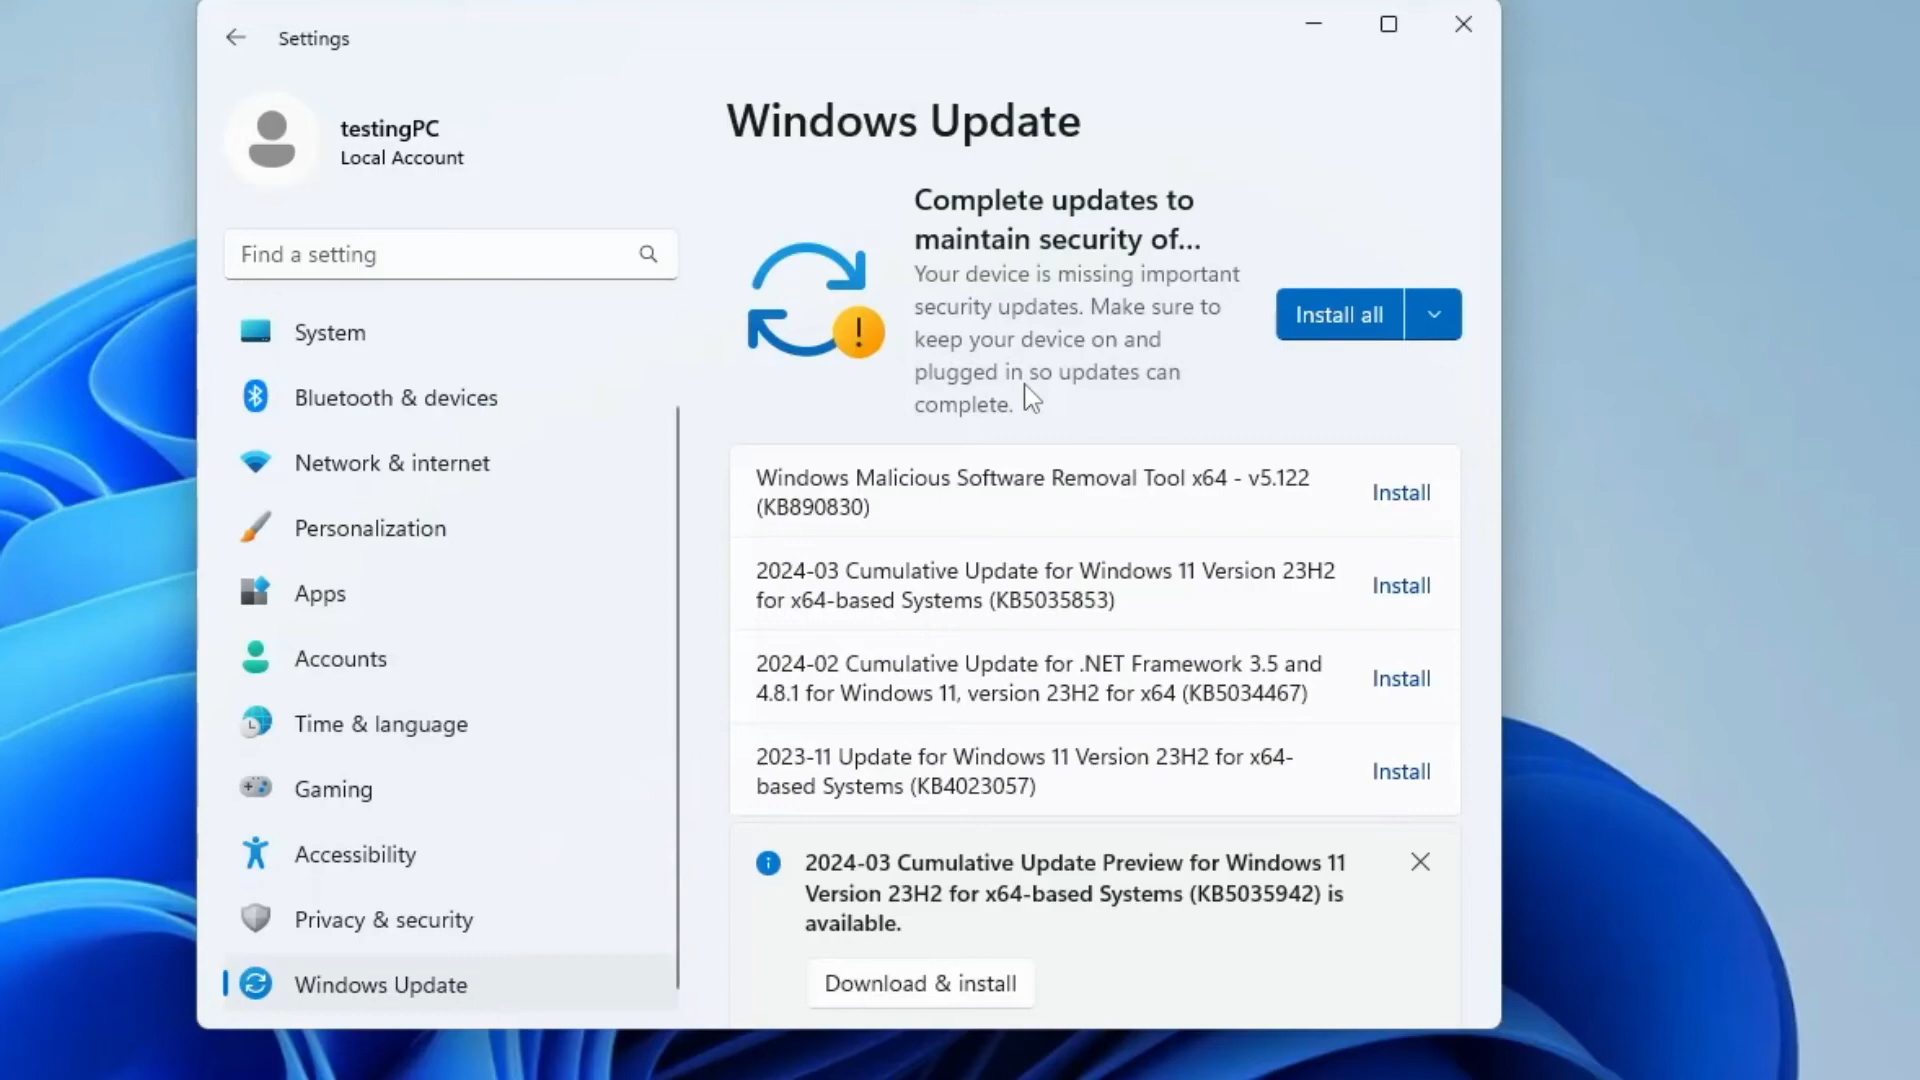 Settings
testingPC
Local Account
Find a setting
System
Bluetooth & devices
Network & internet
Personalization
Apps
Accounts
Time & language
Gaming
Accessibility
Privacy & security
Windows Update
Windows Update
Complete updates to
maintain security of...
Your device is missing important
security updates. Make sure to
keep your device on and
plugged in so updates can
complete.
Install all
Windows Malicious Software Removal Tool x64 - v5.122
(KB890830)
Install
2024-03 Cumulative Update for Windows 11 Version 23H2
for x64-based Systems (KB5035853)
Install
2024-02 Cumulative Update for .NET Framework 3.5 and
4.8.1 for Windows 11, version 23H2 for x64 (KB5034467)
Install
2023-11 Update for Windows 11 Version 23H2 for x64-
based Systems (KB4023057)
Install
2024-03 Cumulative Update Preview for Windows 11
Version 23H2 for x64-based Systems (KB5035942) is
available.
Download & install